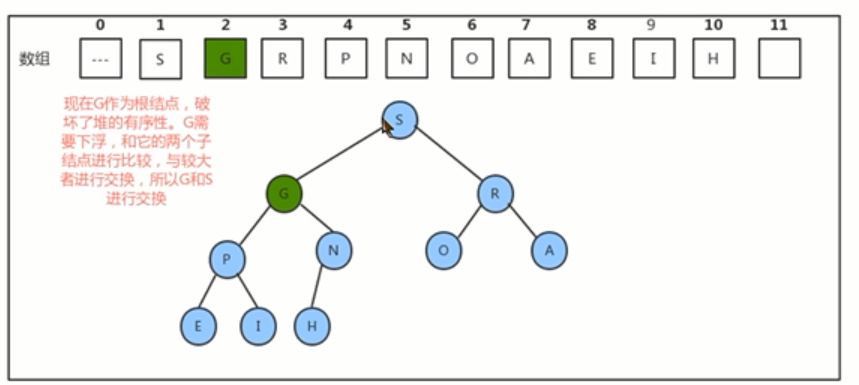 0 1 2 3 4 5 6 7 8 9 10 11
数组 --- S G R P N O A E I H
现在G作为根结点，破
坏了堆的有序性。G需
要下浮，和它的两个子
结点进行比较，与较大
者进行交换，所以G和S
进行交换
S
G R
P N O A
E I H